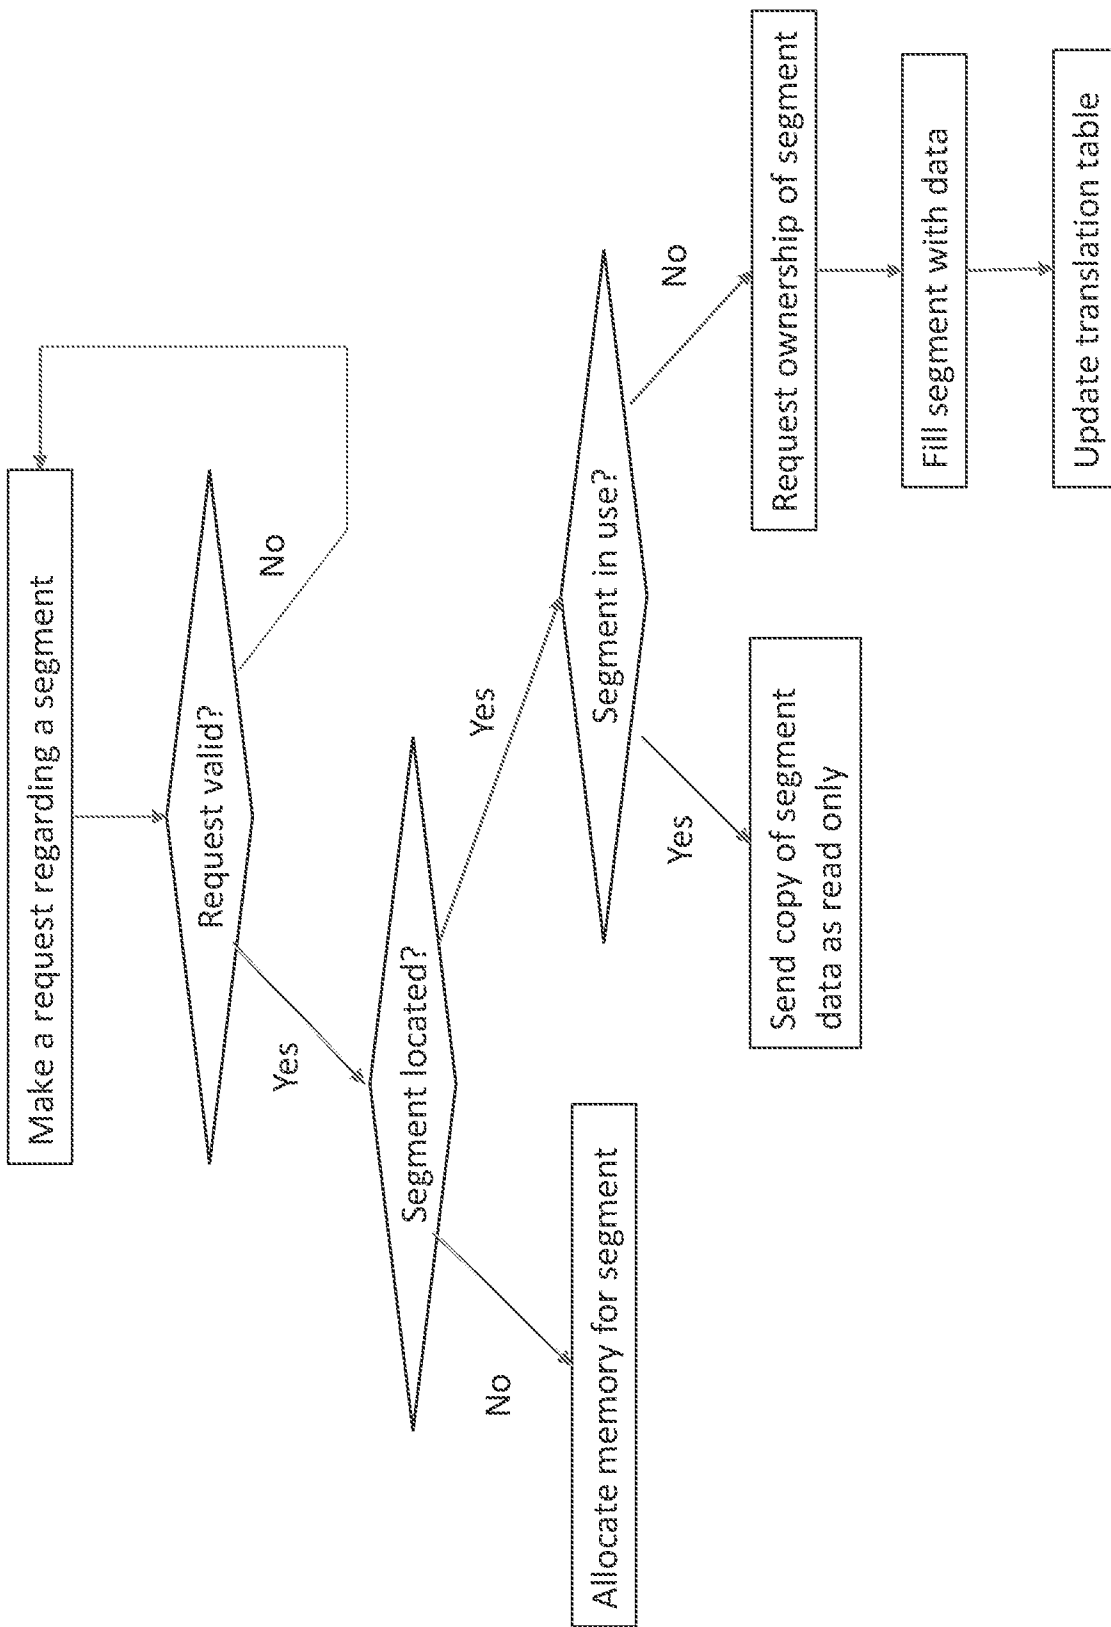 Make a request regarding a segment
Request valid?
No
Yes
Segment located?
Yes
No
Segment in use?
Allocate memory for segment
No
Yes
Request ownership of segment
Send copy of segment
data as read only
Fill segment with data
Update translation table